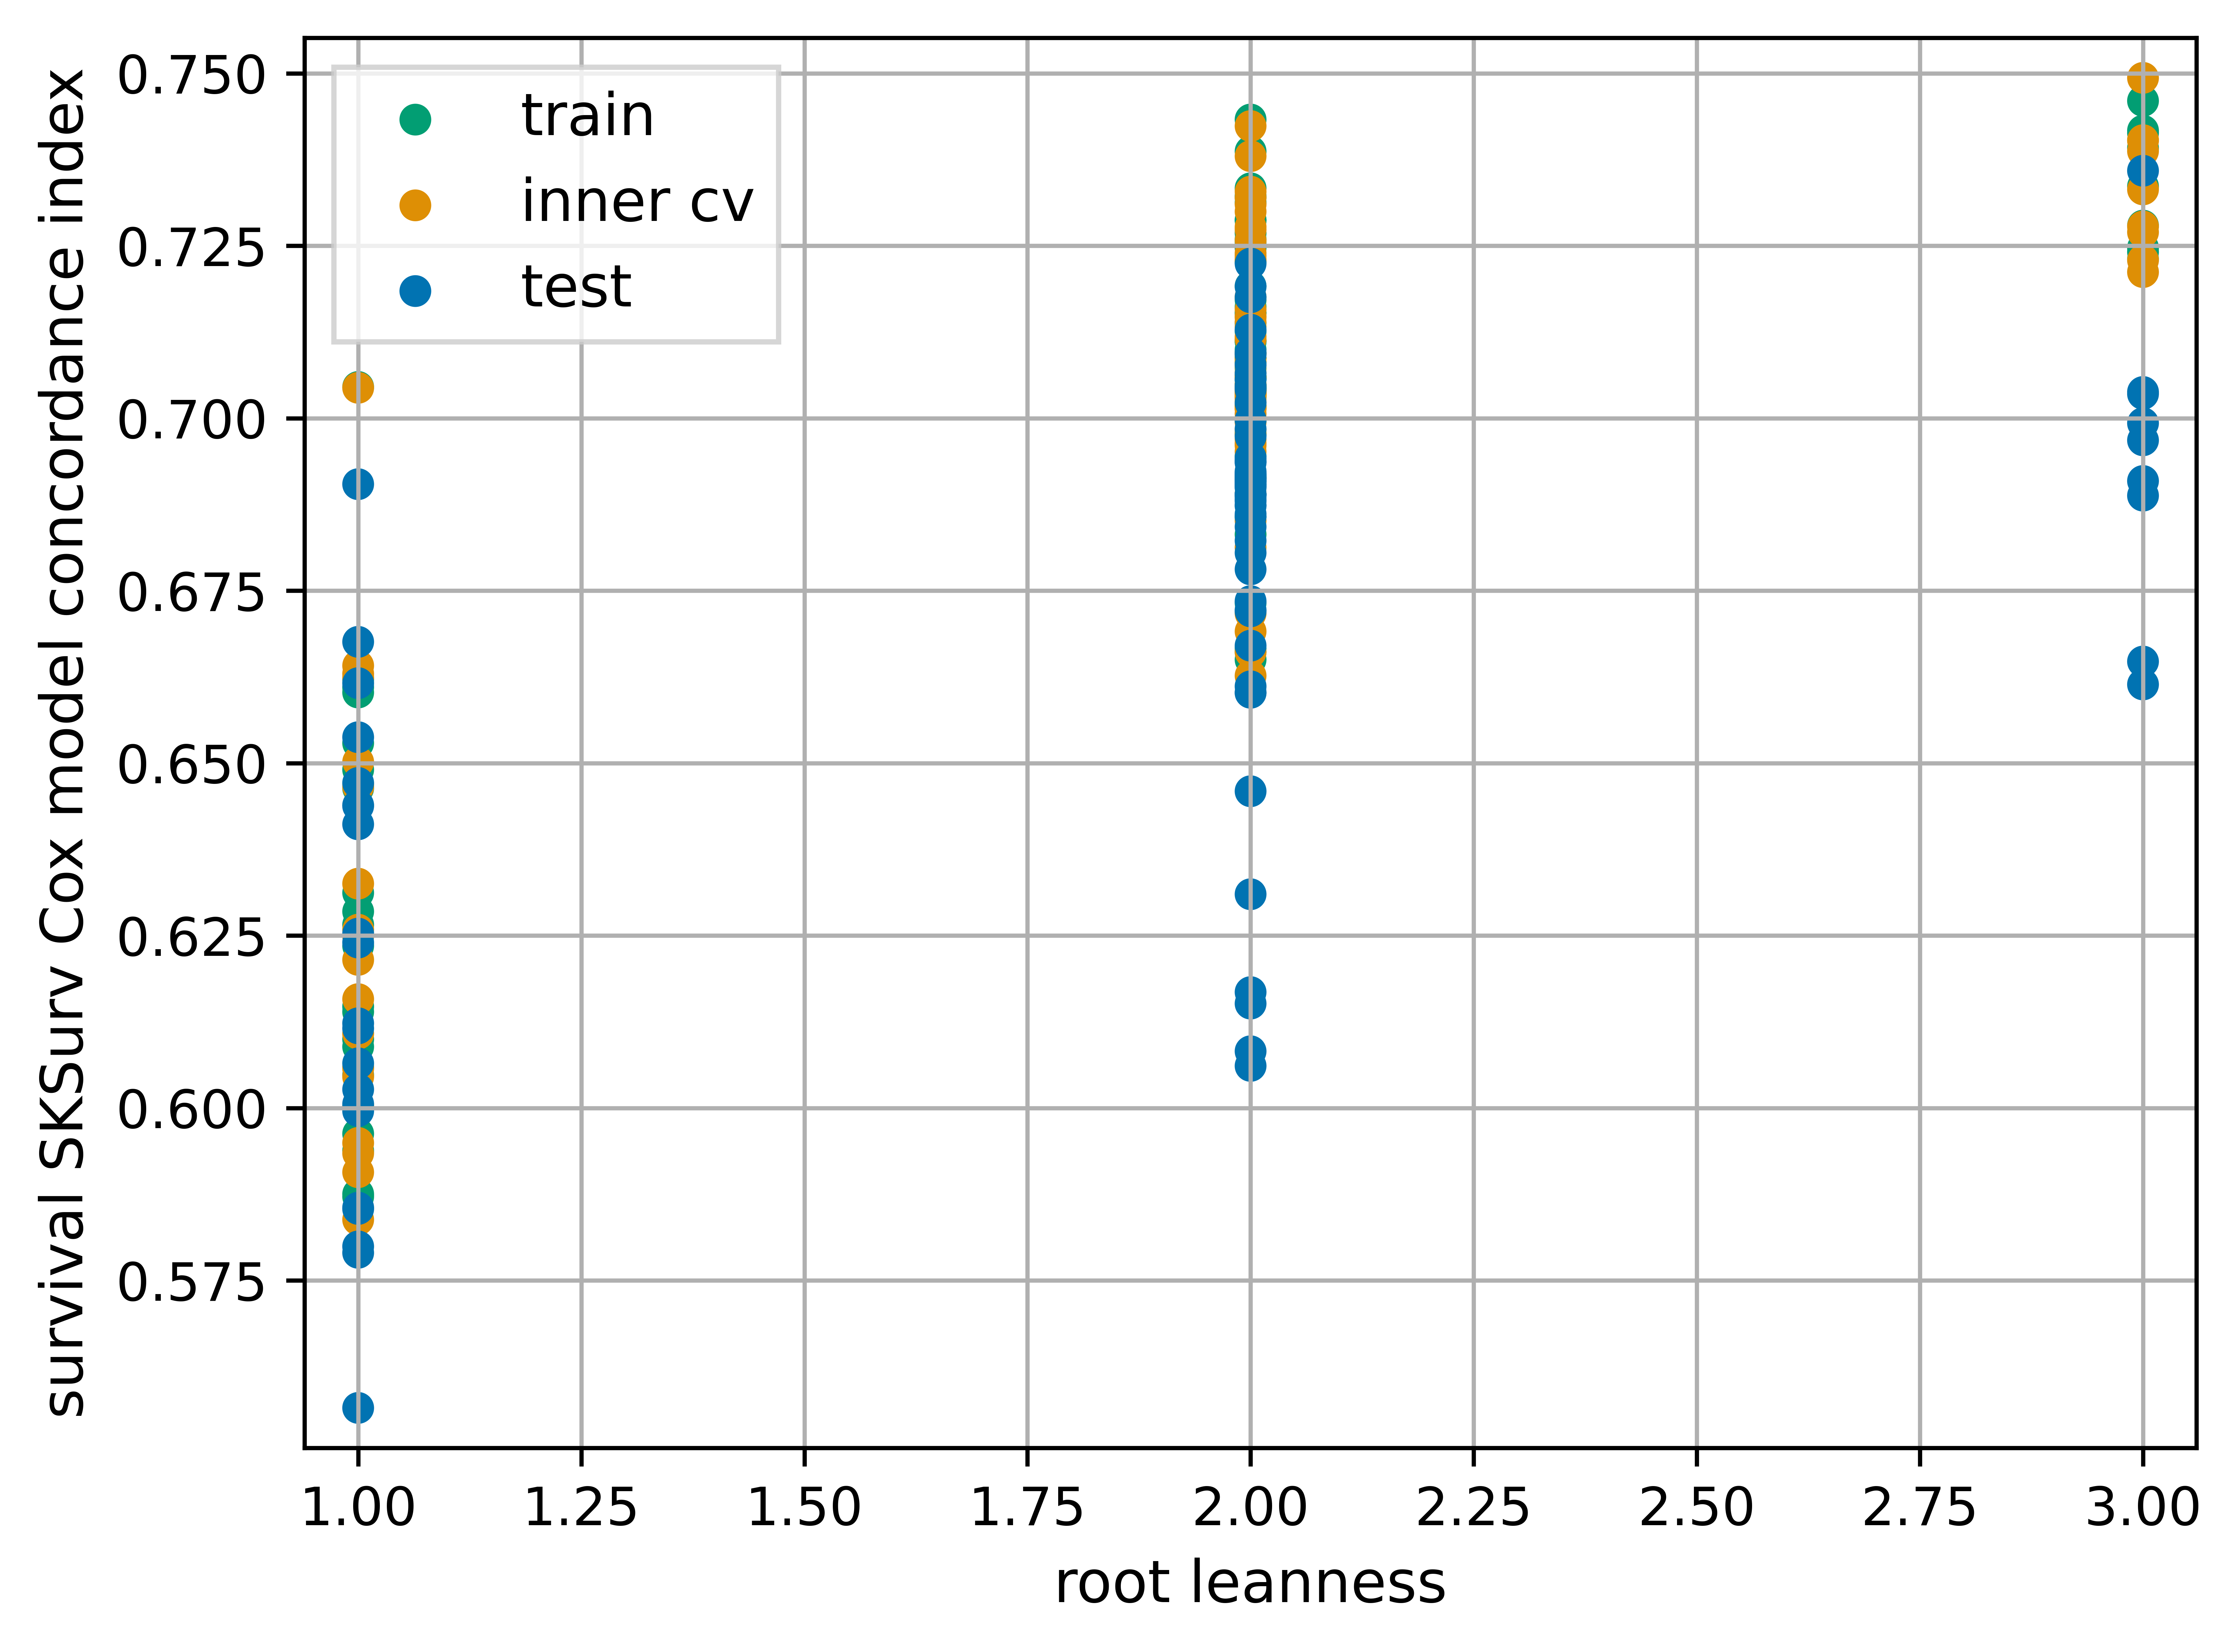 survival SKSurv Cox model concordance index
0.750
0.725
0.700
0.675
0.650
0.625
0.600
0.575
train
inner cv
test
1.00 1.25 1.50 1.75 2.00 2.25 2.50 2.75 3.00
root leanness